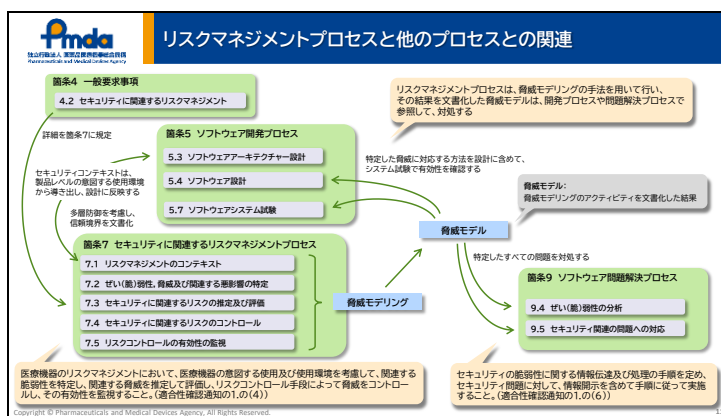 Pmda
独立行政法人 医薬品医療機器総合機構
Pharmaceuticals and Medical Devices Agency
リスクマネジメントプロセスと他のプロセスとの関連
箇条4 一般要求事項
4.2 セキュリティに関連するリスクマネジメント
リスクマネジメントプロセスは、脅威モデリングの手法を用いて行い、
その結果を文書化した脅威モデルは、開発プロセスや問題解決プロセスで
参照して、対処する
詳細を箇条7に規定
箇条5 ソフトウェア開発プロセス
5.3 ソフトウェアアーキテクチャー設計
5.4 ソフトウェア設計
5.7 ソフトウェアシステム試験
セキュリティコンテキストは、
製品レベルの意図する使用環境
から導き出し、設計に反映する
特定した脅威に対応する方法を設計に含めて、
システム試験で有効性を確認する
脅威モデル:
脅威モデリングのアクティビティを文書化した結果
多層防御を考慮し、
信頼境界を文書化
脅威モデル
箇条7 セキュリティに関連するリスクマネジメントプロセス
7.1 リスクマネジメントのコンテキスト
7.2 ぜい(脆)弱性,脅威及び関連する悪影響の特定
7.3 セキュリティに関連するリスクの推定及び評価
7.4 セキュリティに関連するリスクのコントロール
7.5 リスクコントロールの有効性の監視
脅威モデリング
特定したすべての問題を対処する
箇条9 ソフトウェア問題解決プロセス
9.4 ぜい(脆)弱性の分析
9.5 セキュリティ関連の問題への対応
医療機器のリスクマネジメントにおいて、医療機器の意図する使用及び使用環境を考慮して、関連する
脆弱性を特定し、関連する脅威を推定して評価し、リスクコントロール手段によって脅威をコントロー
ルし、その有効性を監視すること。(適合性確認通知の1.の(4))
セキュリティの脆弱性に関する情報伝達及び処理の手順を定め、
セキュリティ問題に対して、情報開示を含めて手順に従って実施
すること。(適合性確認通知の1.の(6))
Copyright © Pharmaceuticals and Medical Devices Agency, All Rights Reserved.